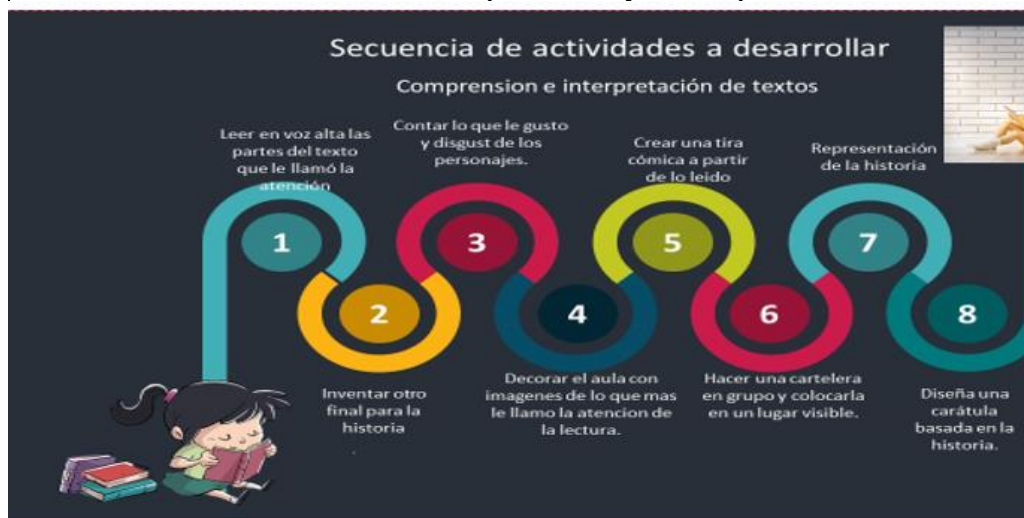 Secuencia de actividades a desarrollar
Comprension e interpretación de textos
Leer en voz alta las
partes del texto
que le llamó la
atención
1
Inventar otro
final para la
historia
.
2
Contar lo que le gusto
y disgust de los
personajes.
3
Decorar el aula con
imagenes de lo que mas
le llamo la atencion de
la lectura.
4
Crear una tira
cómica a partir
de lo leido
5
Hacer una cartelera
en grupo y colocarla
en un lugar visible.
6
Representación
de la historia
7
Diseña una
carátula
basada en la
historia.
8